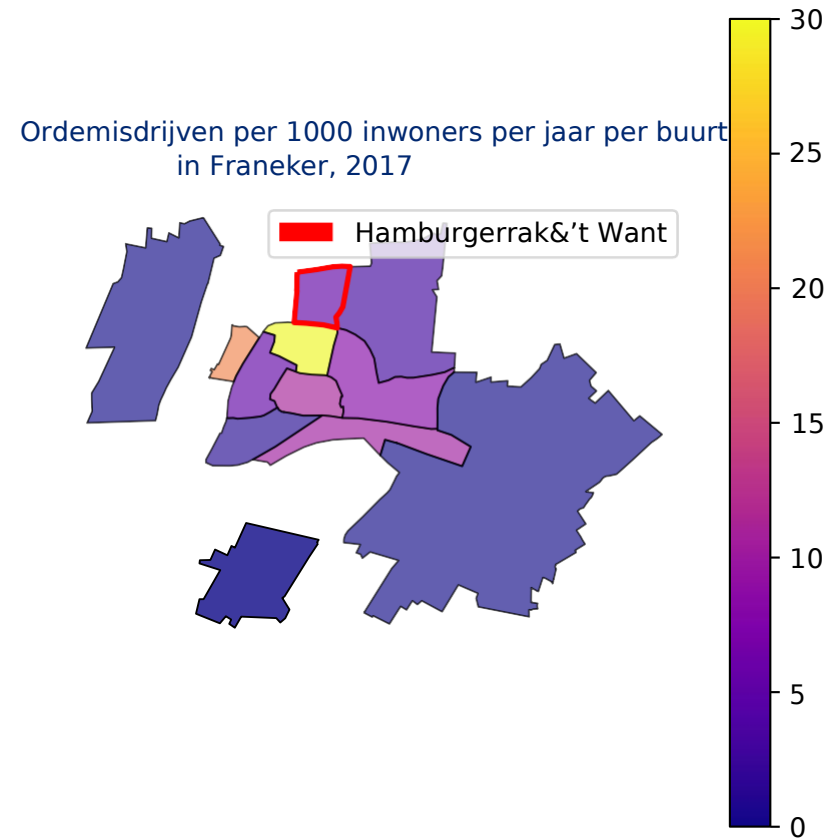 Ordemisdrijven per 1000 inwoners per jaar per buurt
in Franeker, 2017
Hamburgerrak&’t Want
30
25
20
15
10
5
0